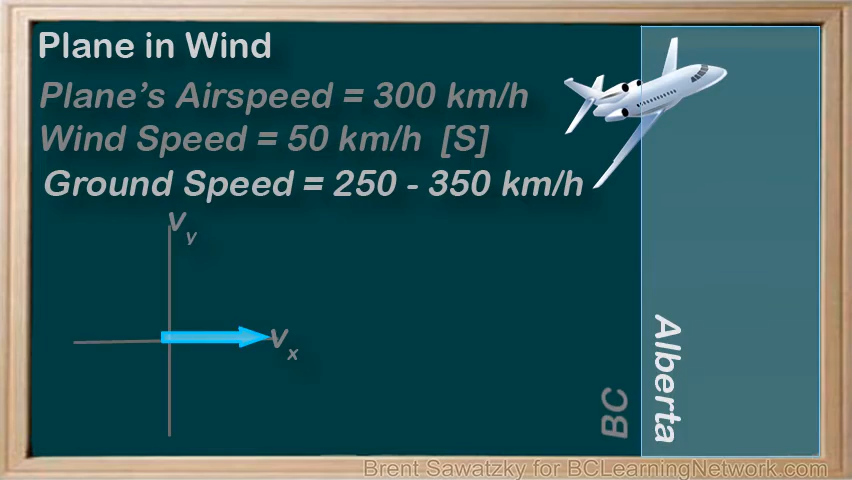 Plane in Wind
Plane's Airspeed = 300 km/h
Wind Speed = 50 km/h [S]
Ground Speed = 250 - 350 km/h
Vy
Vx
BC
Alberta
Brent Sawatzky for BCLearningNetwork.com